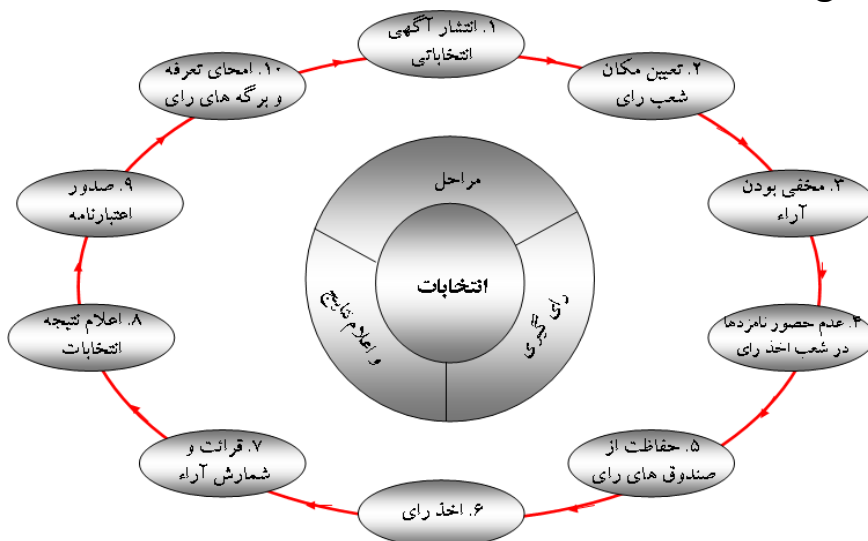 ۱. انتشار آگهی
انتخاباتی
۲. تعیین مکان
شعب رای
۳. مخفی بودن
آراء
۴. عدم حضور نامزدها
در شعب اخذ رای
۵. حفاظت از
صندوق های رای
۶. اخذ رای
۷. قرائت و
شمارش آراء
۸. اعلام نتیجه
انتخابات
۹. صدور
اعتبارنامه
۱۰. امحای تعرفه
و برگه های رای
مراحل
رای گیری
و اعلام نتایج
انتخابات